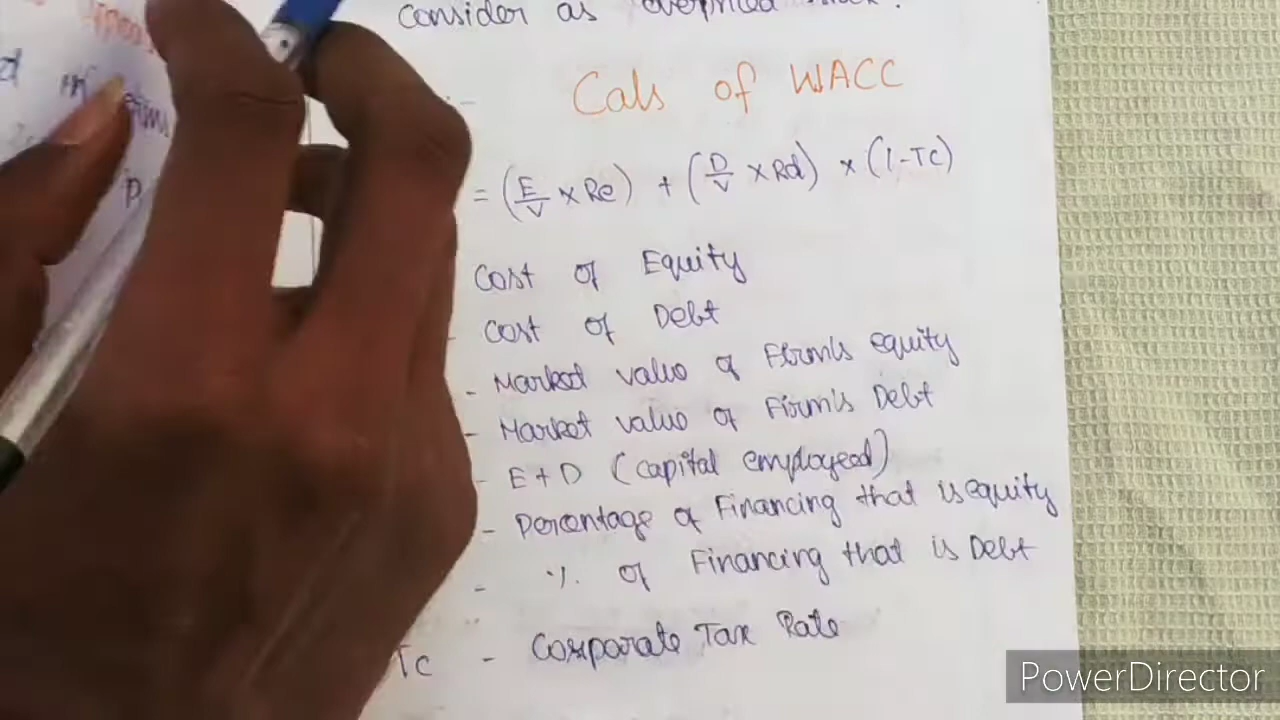 consider as
Cals of WACC
= (E/V × Re) + (D/V × Rd) × (1-TC)
Cost of Equity
- Cost of Debt
- Market value of Firm's equity
- Market value of Firm's Debt
- E+D (capital employeed)
- Percentage of Financing that is equity
- %. of Financing that is Debt
Tc - Corporate Tax Rate
PowerDirector